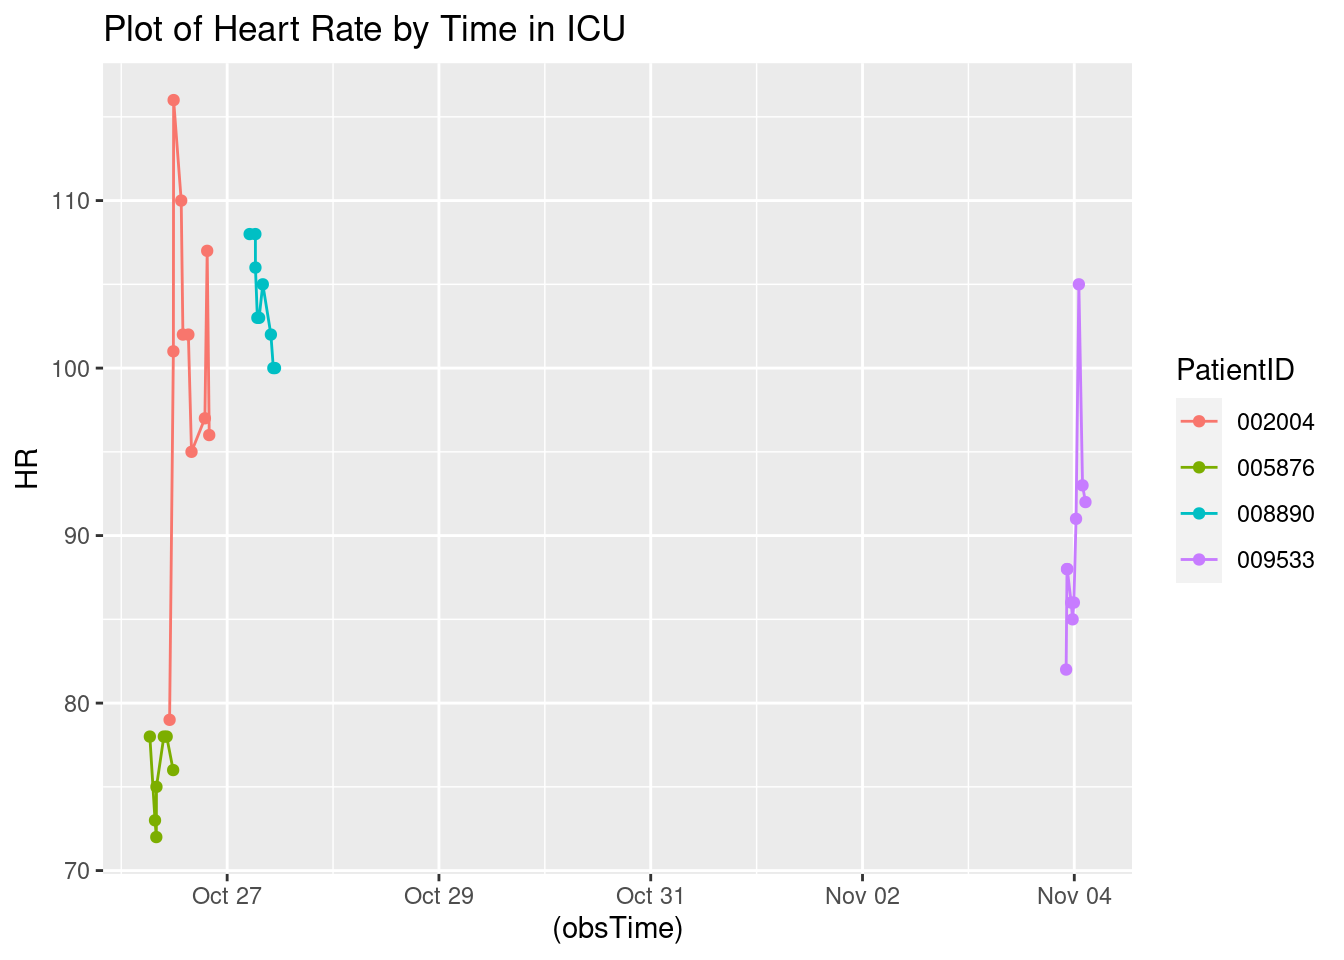 Plot of Heart Rate by Time in ICU
HR
110
100
90
80
70
Oct 27
Oct 29
Oct 31
Nov 02
Nov 04
(obsTime)
PatientID
002004
005876
008890
009533